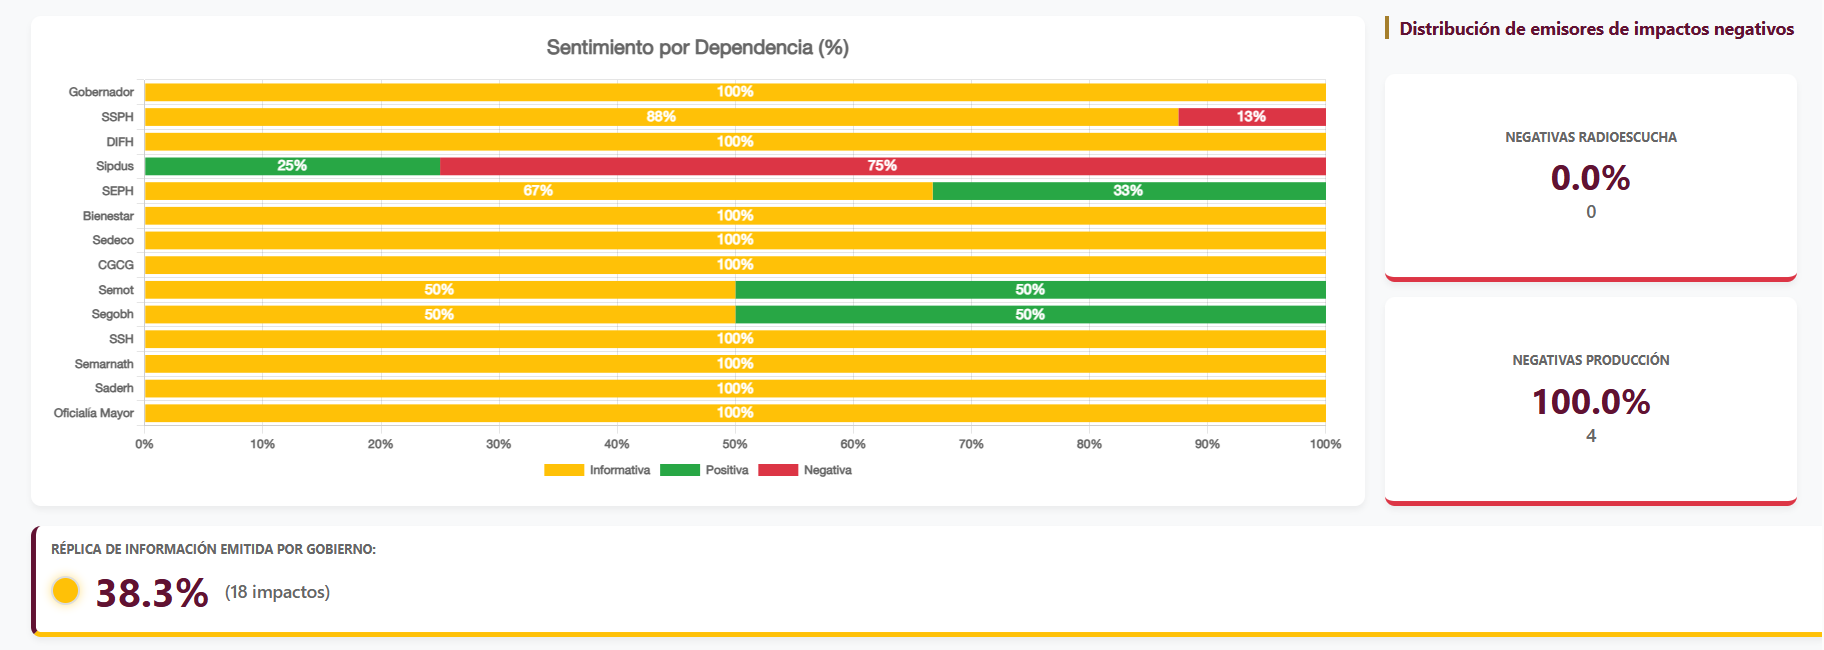 Sentimiento por Dependencia (%)
Gobernador 100%
SSPH 88% 13%
DIFH 100%
Sipdus 25% 75%
SEPH 67% 33%
Bienestar 100%
Sedeco 100%
CGCG 100%
Semot 50% 50%
Segobh 50% 50%
SSH 100%
Semarnath 100%
Saderh 100%
Oficialía Mayor 100%
0% 10% 20% 30% 40% 50% 60% 70% 80% 90% 100%
Informativa Positiva Negativa
Distribución de emisores de impactos negativos
NEGATIVAS RADIOESCUCHA
0.0%
0
NEGATIVAS PRODUCCIÓN
100.0%
4
RÉPLICA DE INFORMACIÓN EMITIDA POR GOBIERNO:
38.3% (18 impactos)